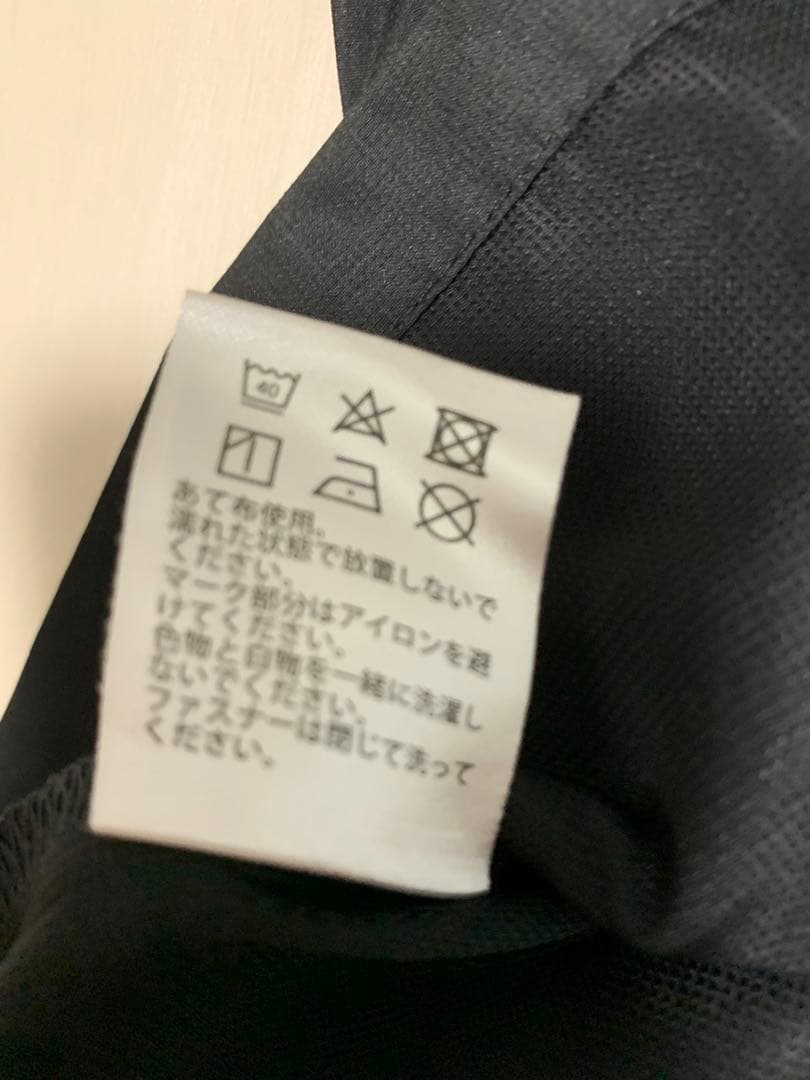 40
あて布使用。
濡れた状態で放置しないで
ください。
マーク部分はアイロンを避
けてください。
色物と白物を一緒に洗濯し
ないでください。
ファスナーは閉じて洗って
ください。